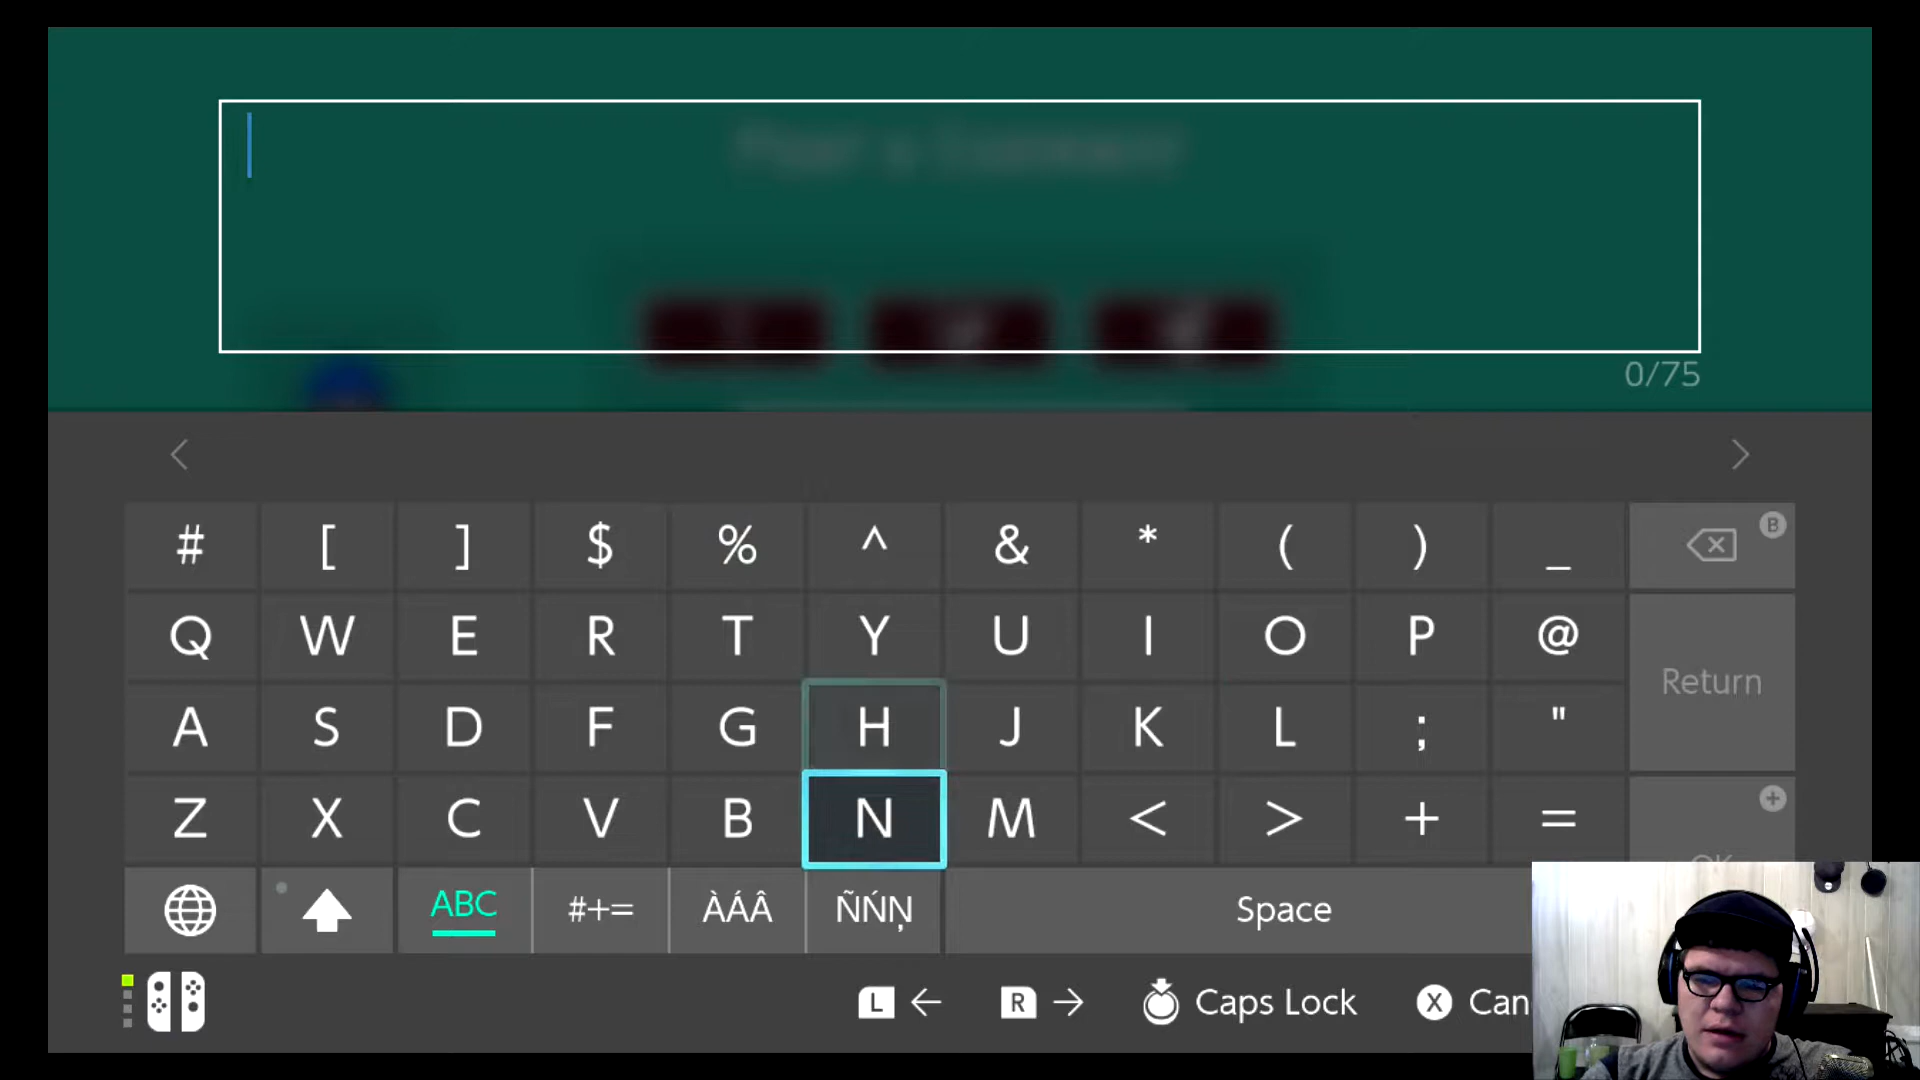 0/75
# [ ] $ % ^ & * ( ) _ B
Q W E R T Y U I O P @
Return
A S D F G H J K L ; "
Z X C V B N M < > + =
ABC #+= ÀÁÂ ÑŃŅ Space
L ← R → Caps Lock X Can